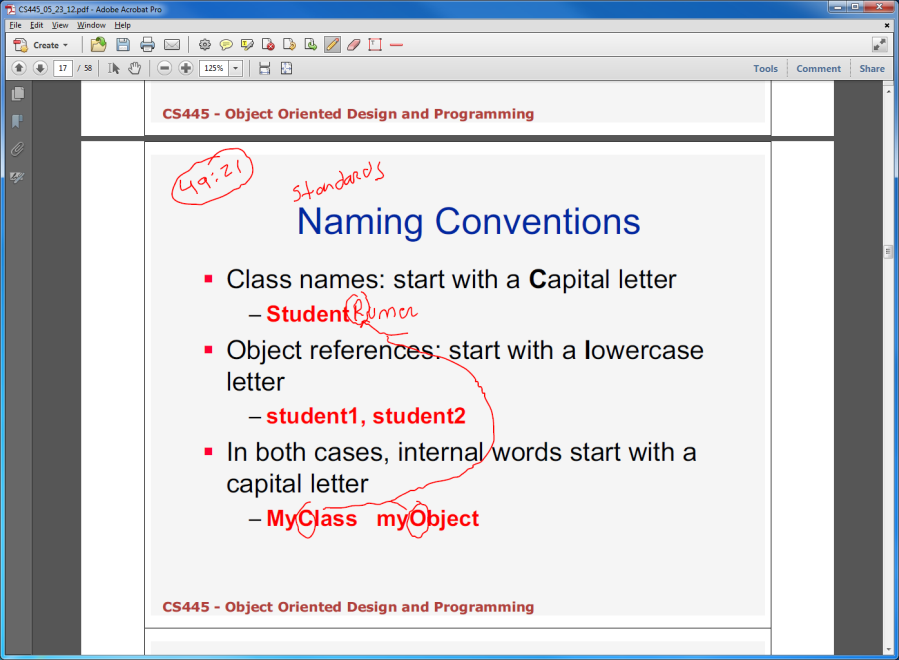 CS445_05_23_12.pdf - Adobe Acrobat Pro
File Edit View Window Help
Create
17 / 58 125% Tools Comment Share
CS445 - Object Oriented Design and Programming
49:21
Standards
Naming Conventions
Class names: start with a Capital letter
– StudentRunner
Object references: start with a lowercase
letter
– student1, student2
In both cases, internal words start with a
capital letter
– MyClass myObject
CS445 - Object Oriented Design and Programming